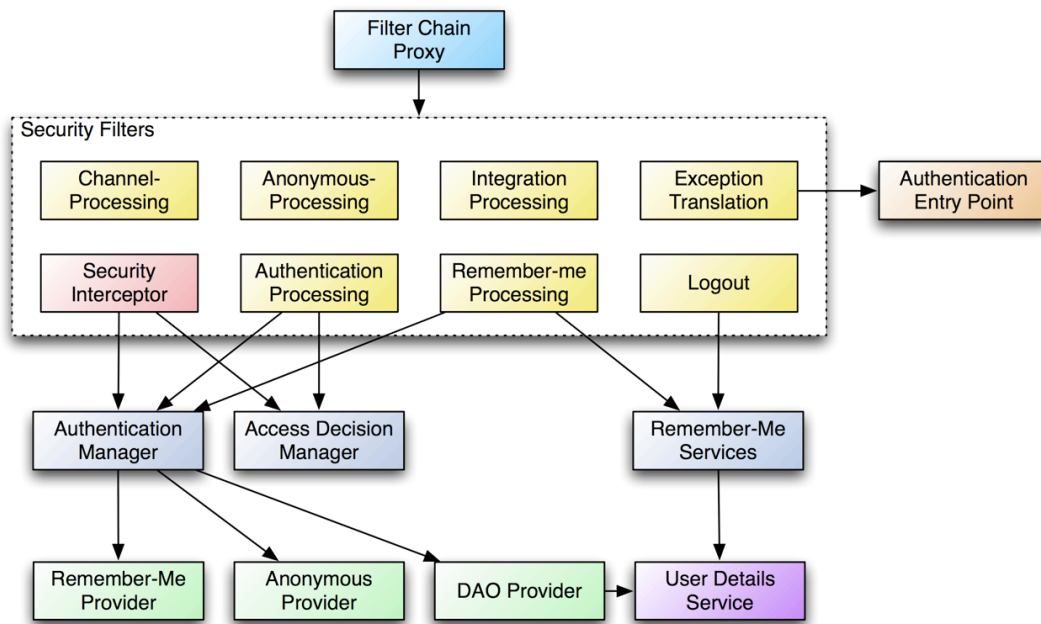 Filter Chain
Proxy
Security Filters
Channel-
Processing
Anonymous-
Processing
Integration
Processing
Exception
Translation
Authentication
Entry Point
Security
Interceptor
Authentication
Processing
Remember-me
Processing
Logout
Authentication
Manager
Access Decision
Manager
Remember-Me
Services
Remember-Me
Provider
Anonymous
Provider
DAO Provider
User Details
Service